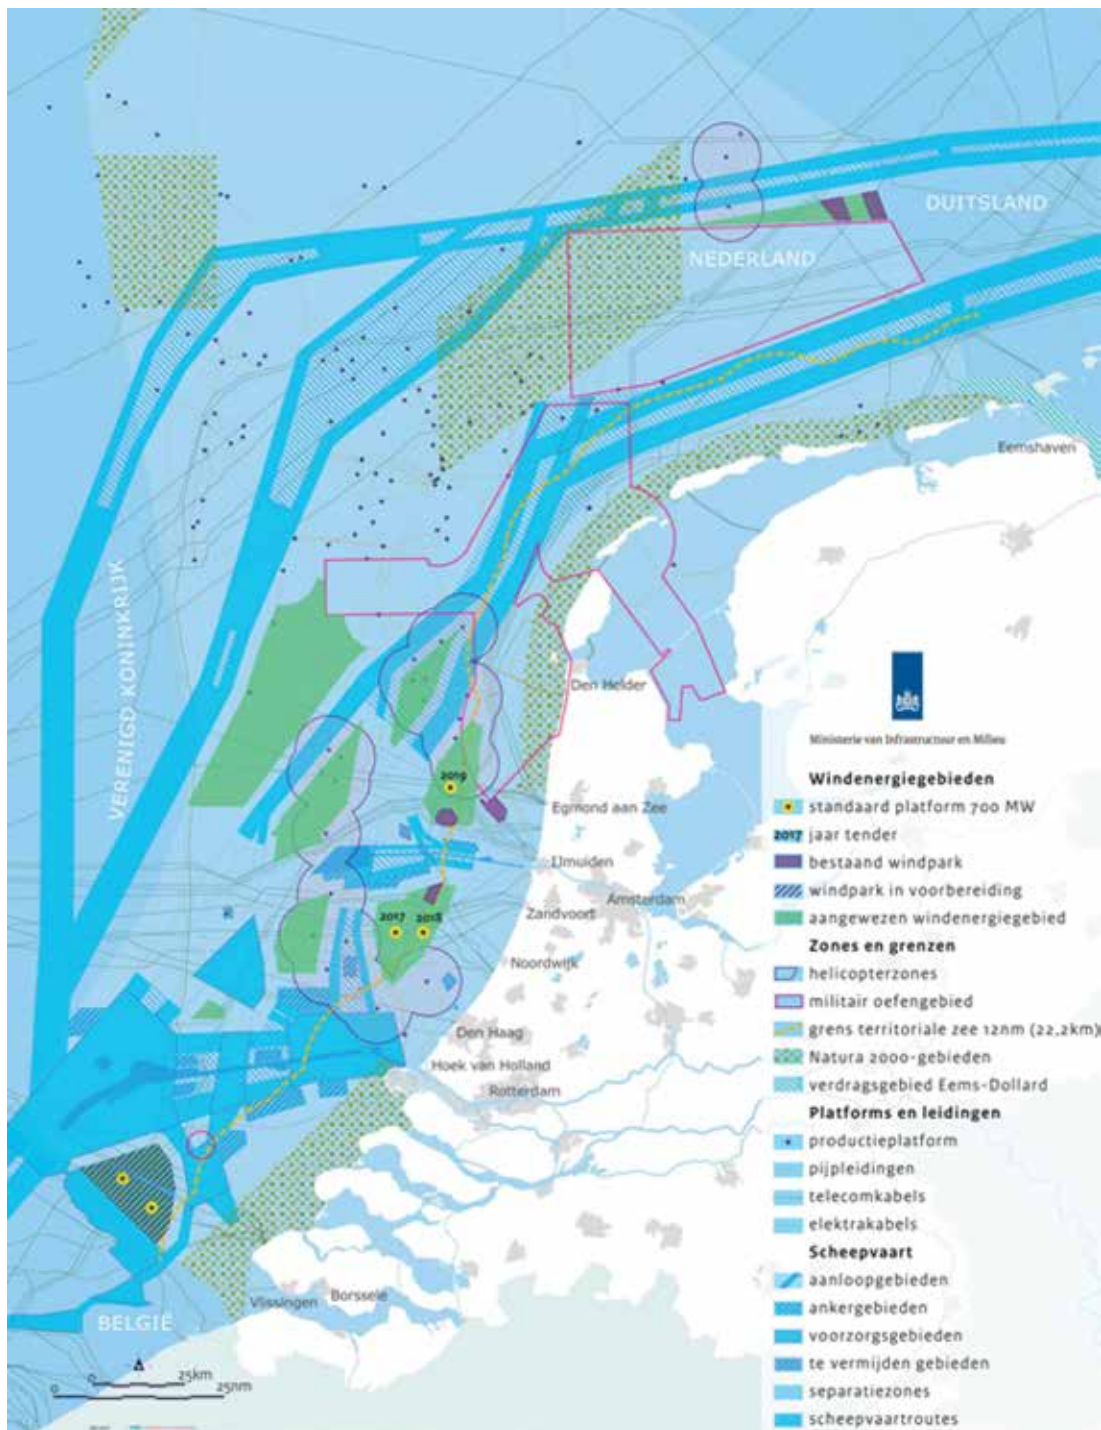 DUITSLAND
NEDERLAND
Eemshaven
VERENIGD KONINKRIJK
Den Helder
Ministerie van Infrastructuur en Milieu
2019
Egmond aan Zee
IJmuiden
Amsterdam
Zandvoort
2017
2018
Noordwijk
Den Haag
Hoek van Holland
Rotterdam
Vlissingen
Borssele
BELGIË
0
25km
0
25nm
Windenergiegebieden
standaard platform 700 MW
2017 jaar tender
bestaand windpark
windpark in voorbereiding
aangewezen windenergiegebied
Zones en grenzen
helicopterzones
militair oefengebied
grens territoriale zee 12nm (22,2km)
Natura 2000-gebieden
verdragsgebied Eems-Dollard
Platforms en leidingen
productieplatform
pijpleidingen
telecomkabels
elektrakabels
Scheepvaart
aanloopgebieden
ankergebieden
voorzorgsgebieden
te vermijden gebieden
separatiezones
scheepvaartroutes